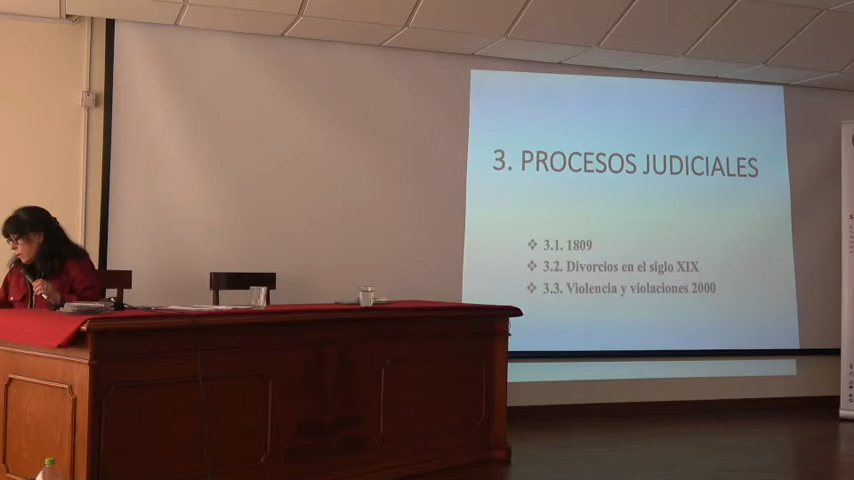 3. PROCESOS JUDICIALES
❖ 3.1. 1809
❖ 3.2. Divorcios en el siglo XIX
❖ 3.3. Violencia y violaciones 2000